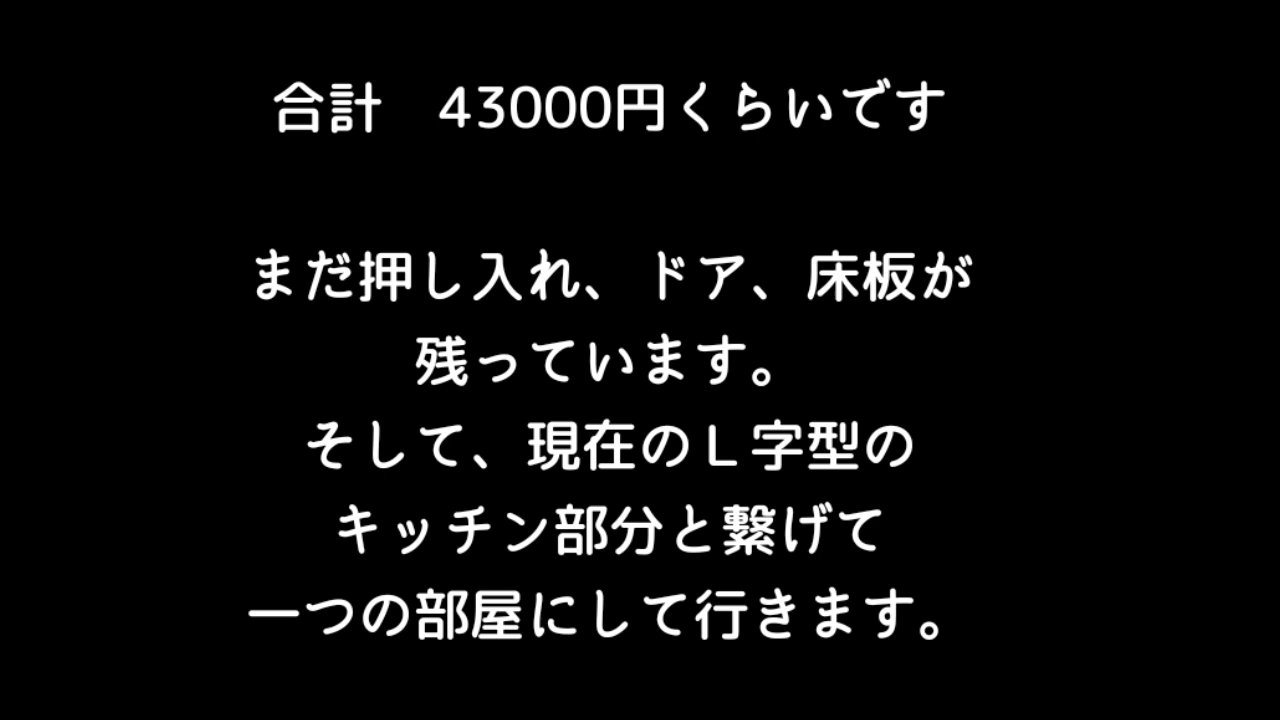 合計　43000円くらいです
まだ押し入れ、ドア、床板が
残っています。
そして、現在のＬ字型の
キッチン部分と繋げて
一つの部屋にして行きます。